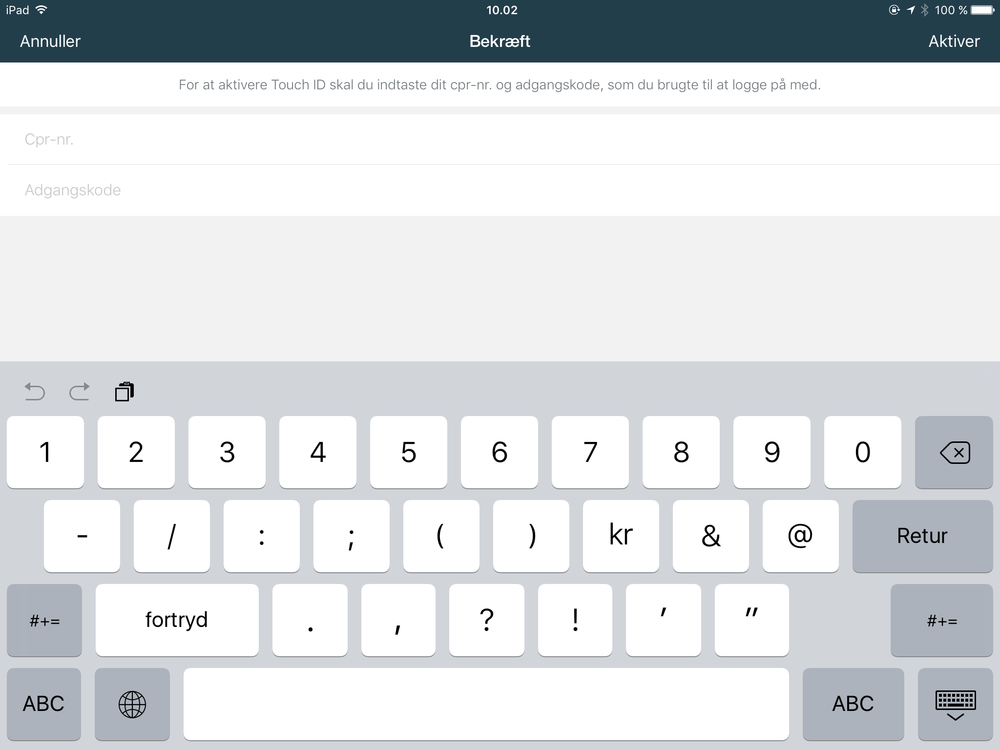 iPad 10.02 100 %
Annuller Bekræft Aktiver
For at aktivere Touch ID skal du indtaste dit cpr-nr. og adgangskode, som du brugte til at logge på med.
Cpr-nr.
Adgangskode
1 2 3 4 5 6 7 8 9 0
- / : ; ( ) kr & @ Retur
#+= fortryd . , ? ! ' " #+=
ABC ABC